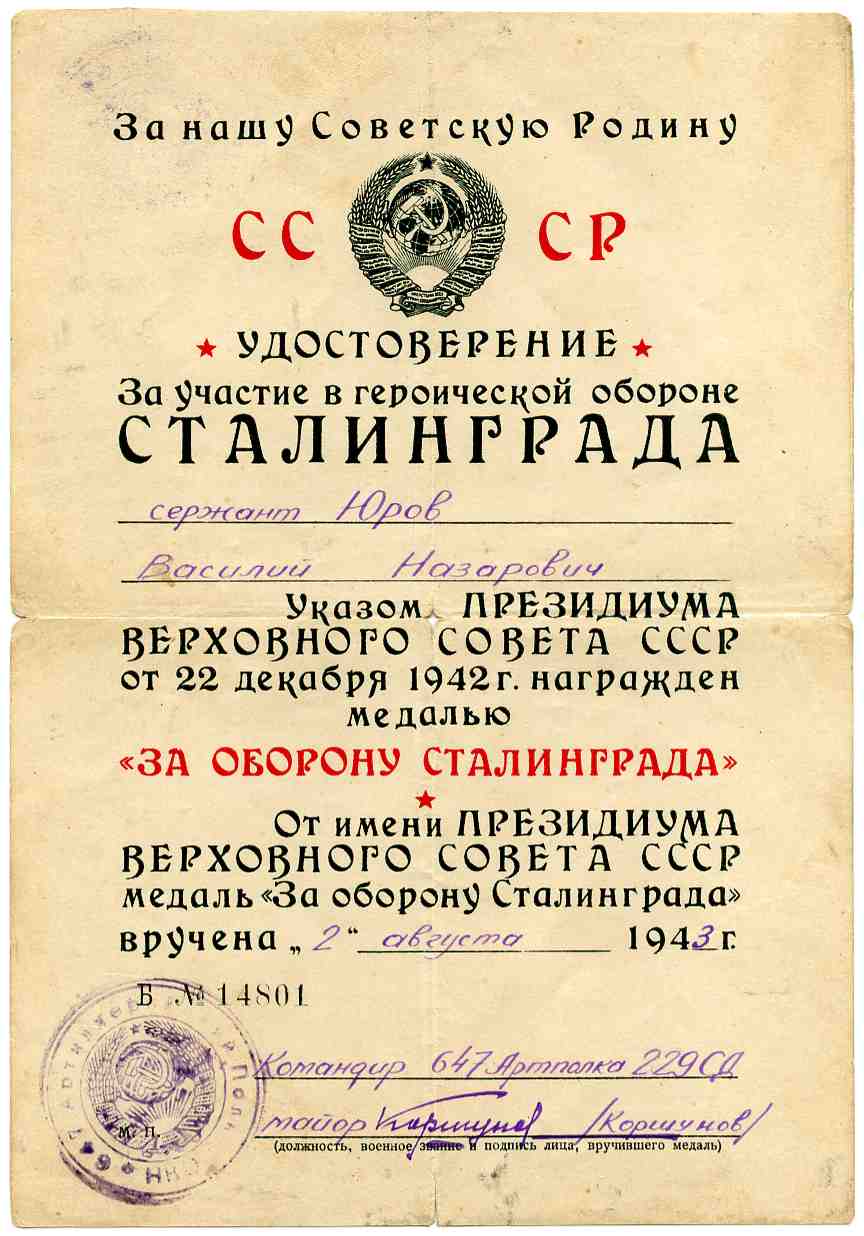 За нашу Советскую Родину
СССР
УДОСТОВЕРЕНИЕ
За участие в героической обороне
СТАЛИНГРАДА
сержант Юров
Василий Назарович
Указом ПРЕЗИДИУМА
ВЕРХОВНОГО СОВЕТА СССР
от 22 декабря 1942 г. награжден
медалью
«ЗА ОБОРОНУ СТАЛИНГРАДА»
От имени ПРЕЗИДИУМА
ВЕРХОВНОГО СОВЕТА СССР
медаль «За оборону Сталинграда»
вручена „2“ августа 1943 г.
Б № 14801
Командир 647 Артполка 229 СД
майор Коршунов /Коршунов/
М. П.
(должность, военное звание и подпись лица, вручившего медаль)